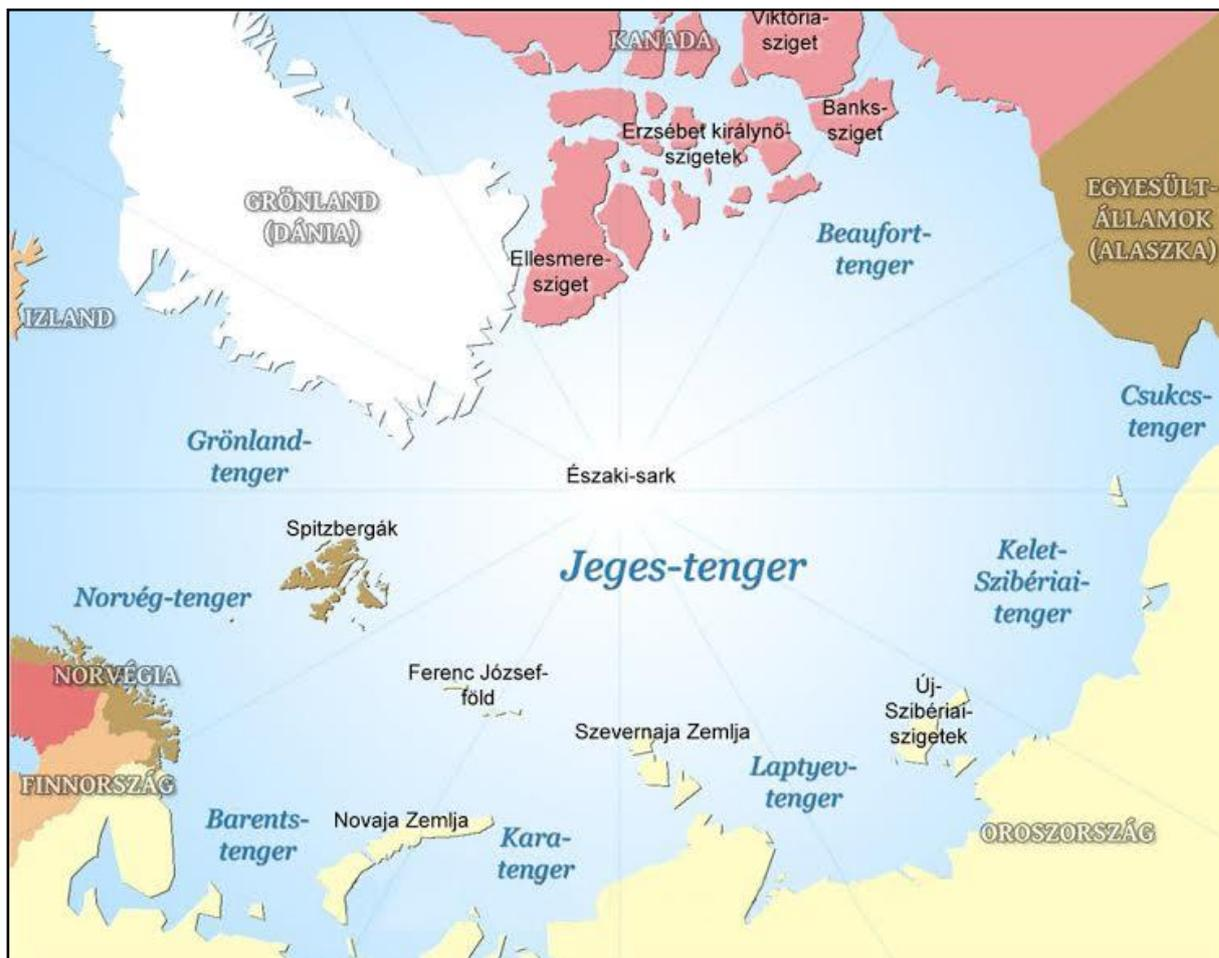 Viktória-
sziget
KANADA
Banks-
sziget
Erzsébet királynő-
szigetek
GRÖNLAND
(DÁNIA)
EGYESÜLT-
ÁLLAMOK
(ALASZKA)
Beaufort-
tenger
Ellesmere-
sziget
IZLAND
Csukcs-
tenger
Grönland-
tenger
Északi-sark
Spitzbergák
Jeges-tenger
Kelet-
Szibériai-
tenger
Norvég-tenger
NORVÉGIA
Ferenc József-
föld
Új-
Szibériai-
szigetek
Szevernaja Zemlja
Laptyev-
tenger
FINNORSZÁG
Barents-
tenger
Novaja Zemlja
Kara-
tenger
OROSZORSZÁG